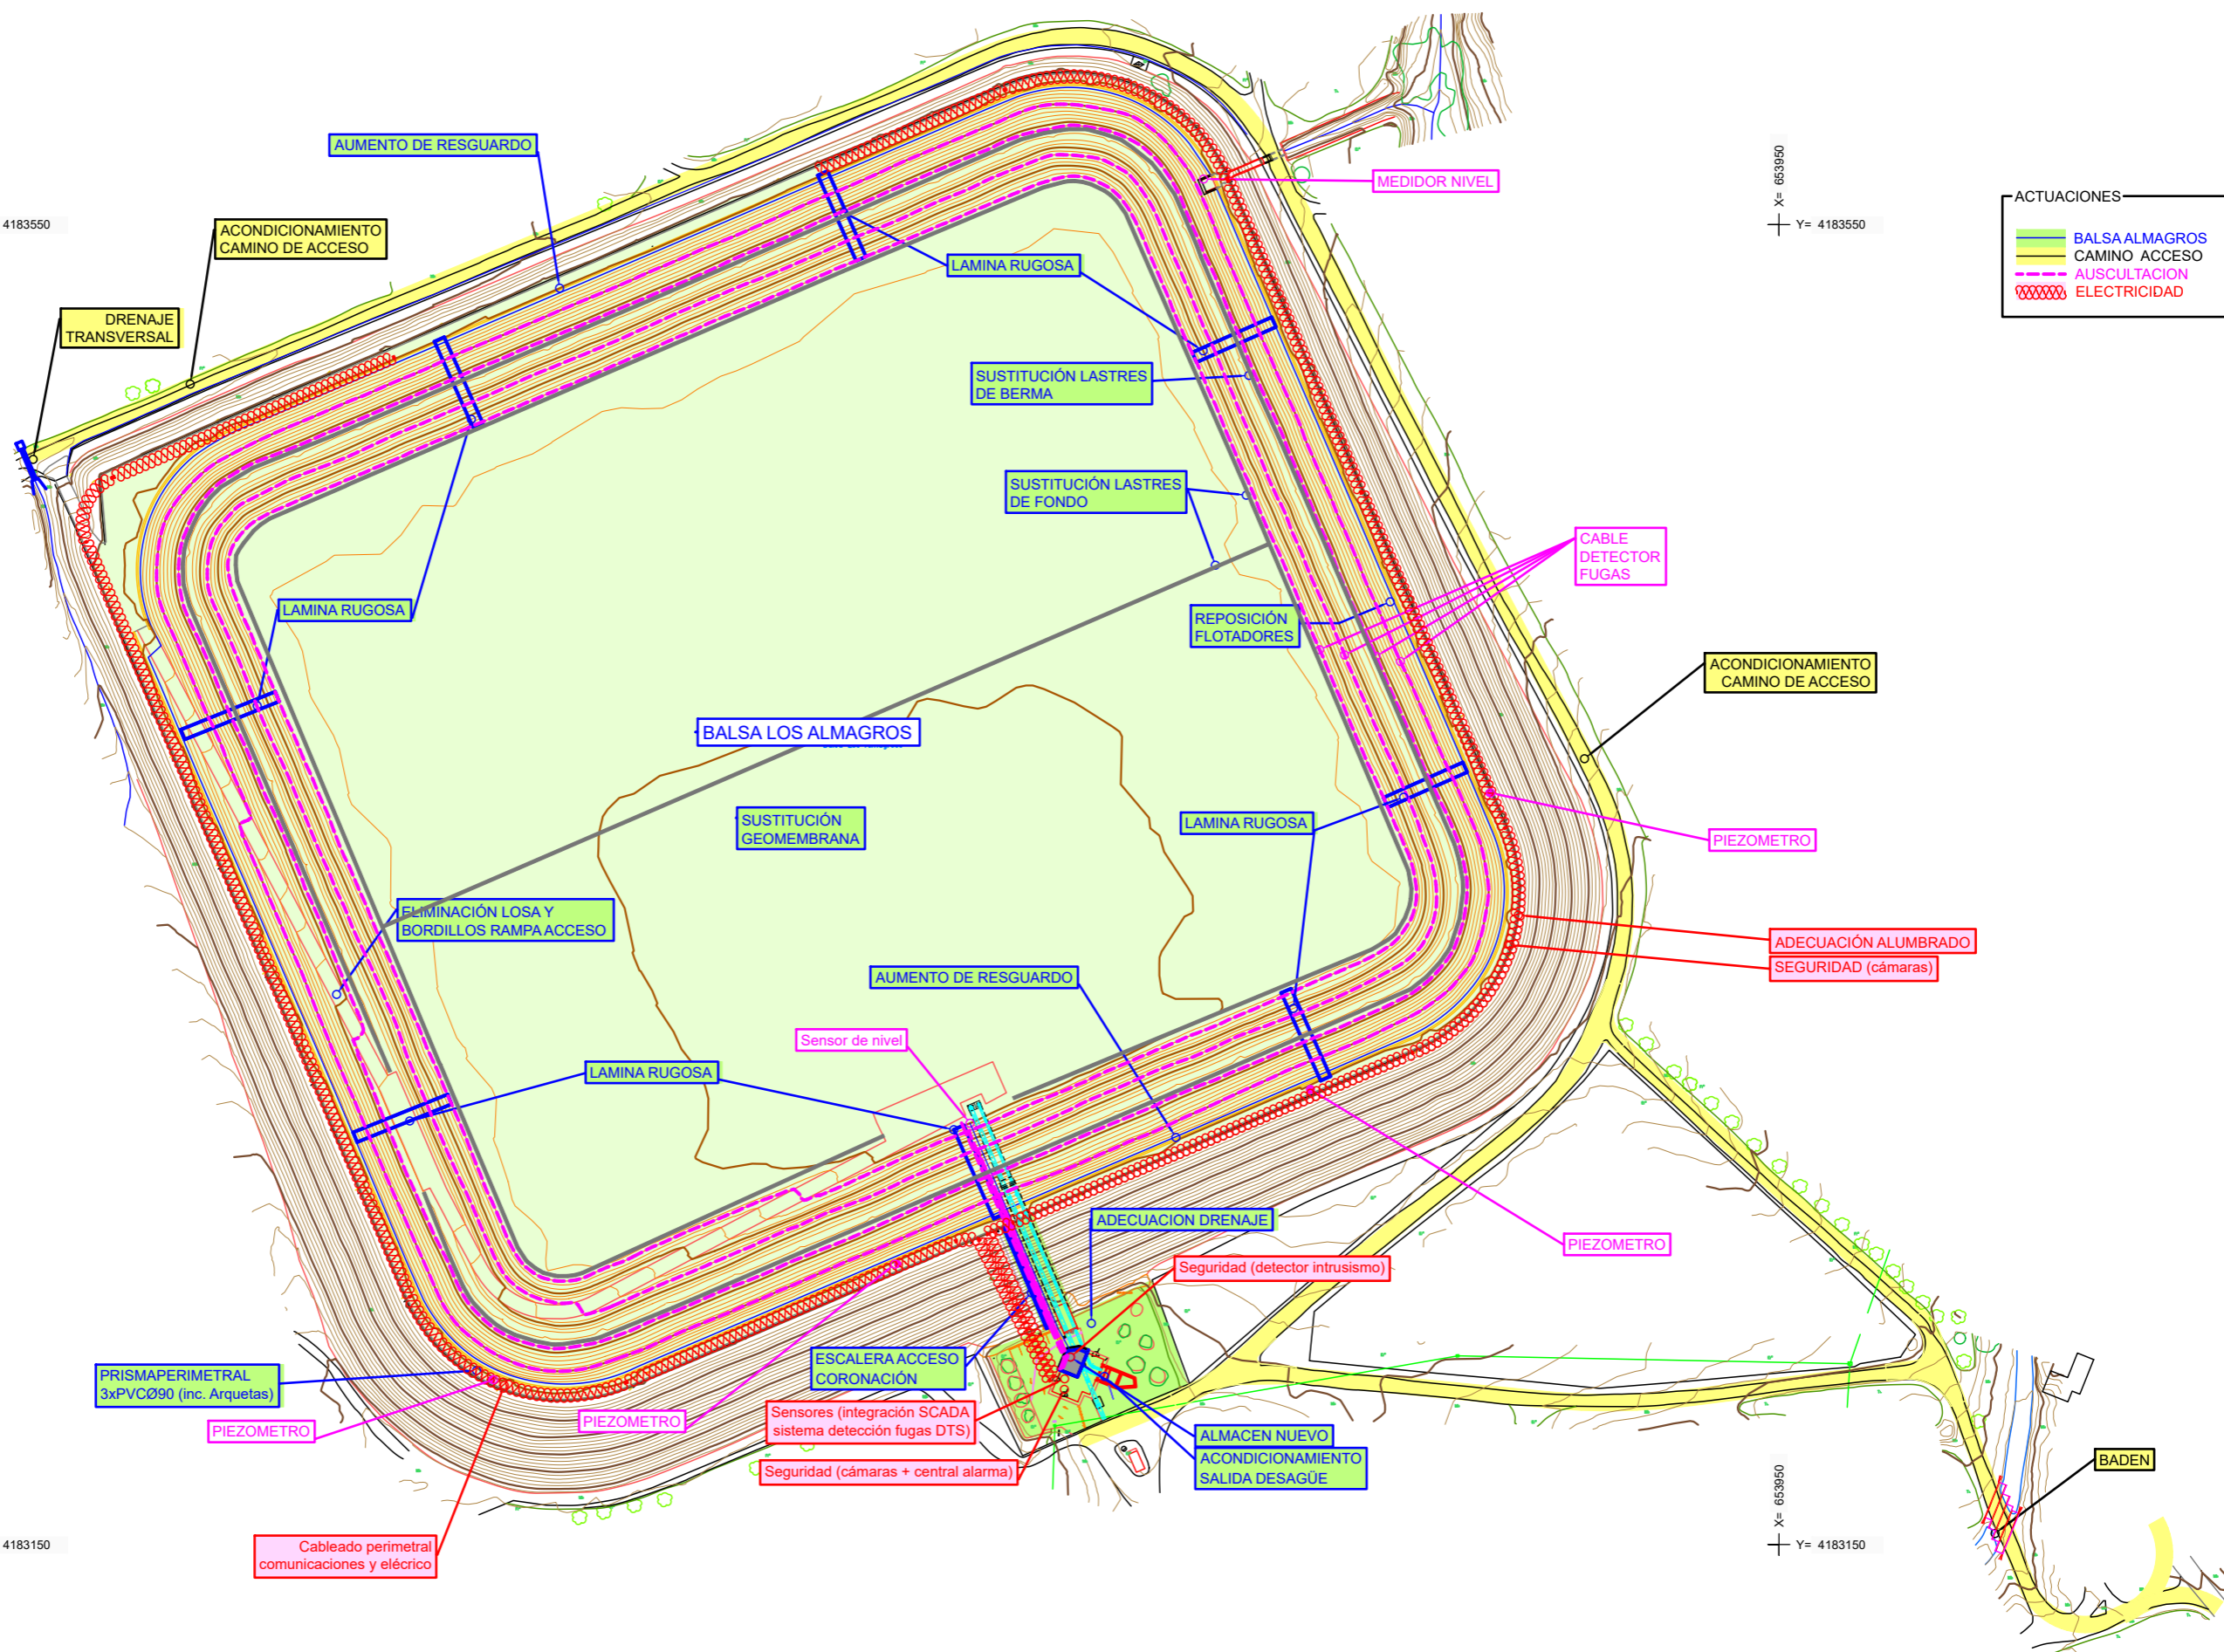 AUMENTO DE RESGUARDO
MEDIDOR NIVEL
X= 653950
Y= 4183550
4183550
ACTUACIONES
BALSA ALMAGROS
CAMINO ACCESO
AUSCULTACION
ELECTRICIDAD
ACONDICIONAMIENTO
CAMINO DE ACCESO
LAMINA RUGOSA
DRENAJE
TRANSVERSAL
SUSTITUCIÓN LASTRES
DE BERMA
SUSTITUCIÓN LASTRES
DE FONDO
CABLE
DETECTOR
FUGAS
LAMINA RUGOSA
REPOSICIÓN
FLOTADORES
ACONDICIONAMIENTO
CAMINO DE ACCESO
BALSA LOS ALMAGROS
SUSTITUCIÓN
GEOMEMBRANA
LAMINA RUGOSA
PIEZOMETRO
ELIMINACIÓN LOSA Y
BORDILLOS RAMPA ACCESO
ADECUACIÓN ALUMBRADO
SEGURIDAD (cámaras)
AUMENTO DE RESGUARDO
Sensor de nivel
LAMINA RUGOSA
ADECUACION DRENAJE
PIEZOMETRO
Seguridad (detector intrusismo)
PRISMAPERIMETRAL
3xPVCØ90 (inc. Arquetas)
ESCALERA ACCESO
CORONACIÓN
PIEZOMETRO
PIEZOMETRO
Sensores (integración SCADA
sistema detección fugas DTS)
ALMACEN NUEVO
ACONDICIONAMIENTO
SALIDA DESAGÜE
Seguridad (cámaras + central alarma)
BADEN
X= 653950
Y= 4183150
4183150
Cableado perimetral
comunicaciones y elécrico